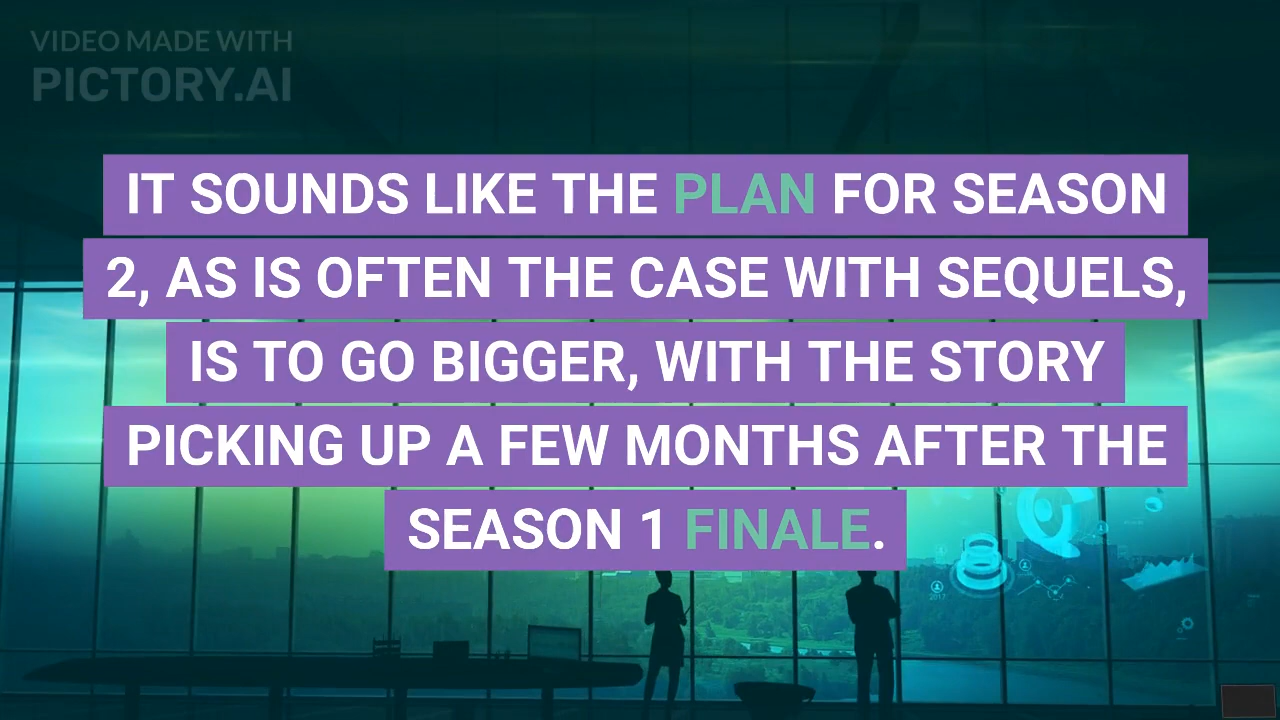 VIDEO MADE WITH
PICTORY.AI
IT SOUNDS LIKE THE PLAN FOR SEASON
2, AS IS OFTEN THE CASE WITH SEQUELS,
IS TO GO BIGGER, WITH THE STORY
PICKING UP A FEW MONTHS AFTER THE
SEASON 1 FINALE.
2017